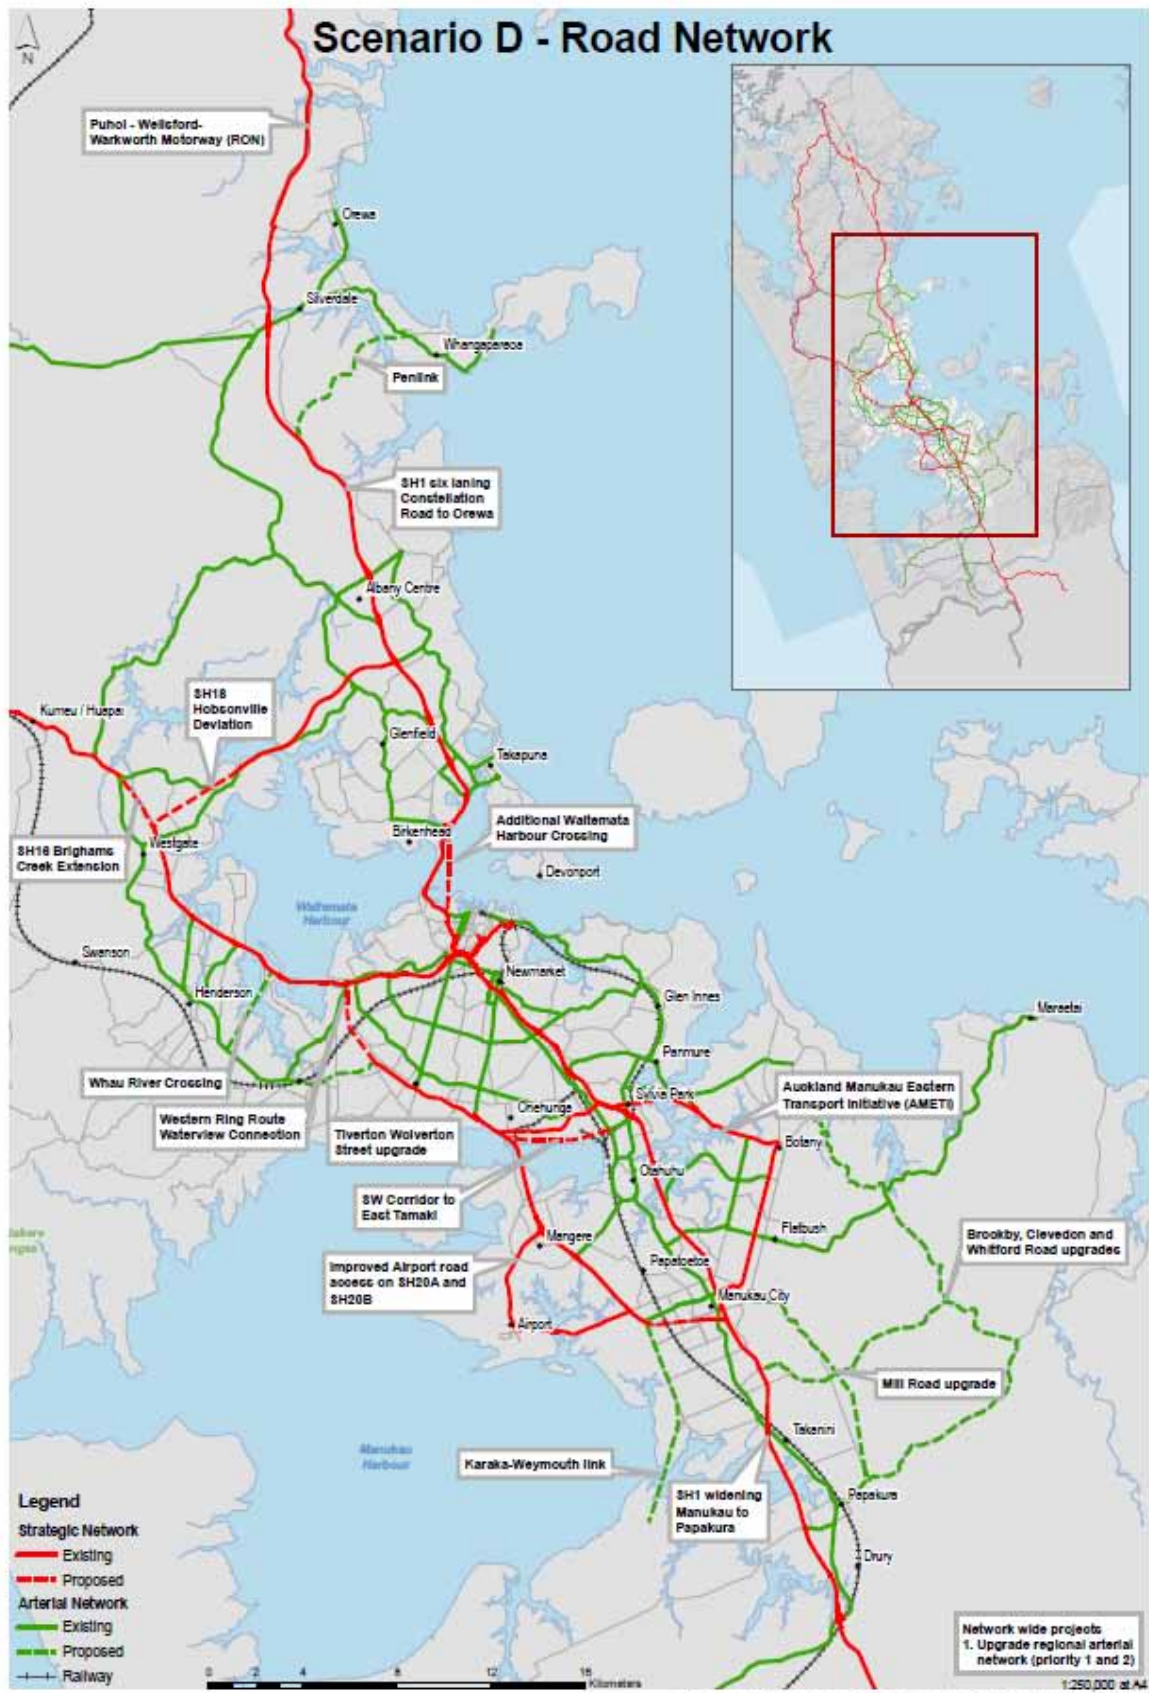 Scenario D - Road Network
N
Puhoi - Wellsford-
Warkworth Motorway (RON)
Orewa
Silverdale
Whangaparaoa
Penlink
SH1 six laning
Constellation
Road to Orewa
Albany Centre
SH18
Hobsonville
Deviation
Kumeu / Huapai
Glenfield
Takapuna
Additional Waitemata
Harbour Crossing
Birkenhead
SH16 Brighams
Creek Extension
Westgate
Devonport
Waitemata
Harbour
Swanson
Newmarket
Henderson
Glen Innes
Maraetai
Panmure
Whau River Crossing
Sylvia Park
Auckland Manukau Eastern
Transport Initiative (AMETI)
Western Ring Route
Waterview Connection
Onehunga
Tiverton Wolverton
Street upgrade
Botany
Otahuhu
SW Corridor to
East Tamaki
Flatbush
Brookby, Clevedon and
Whitford Road upgrades
Mangere
Papatoetoe
Improved Airport road
access on SH20A and
SH20B
Manukau City
Airport
Mill Road upgrade
Takanini
Manukau
Harbour
Karaka-Weymouth link
SH1 widening
Manukau to
Papakura
Papakura
Drury
Legend
Strategic Network
Existing
Proposed
Arterial Network
Existing
Proposed
Railway
0 2 4 8 12 16
Kilometers
Network wide projects
1. Upgrade regional arterial
network (priority 1 and 2)
1:250,000 at A4